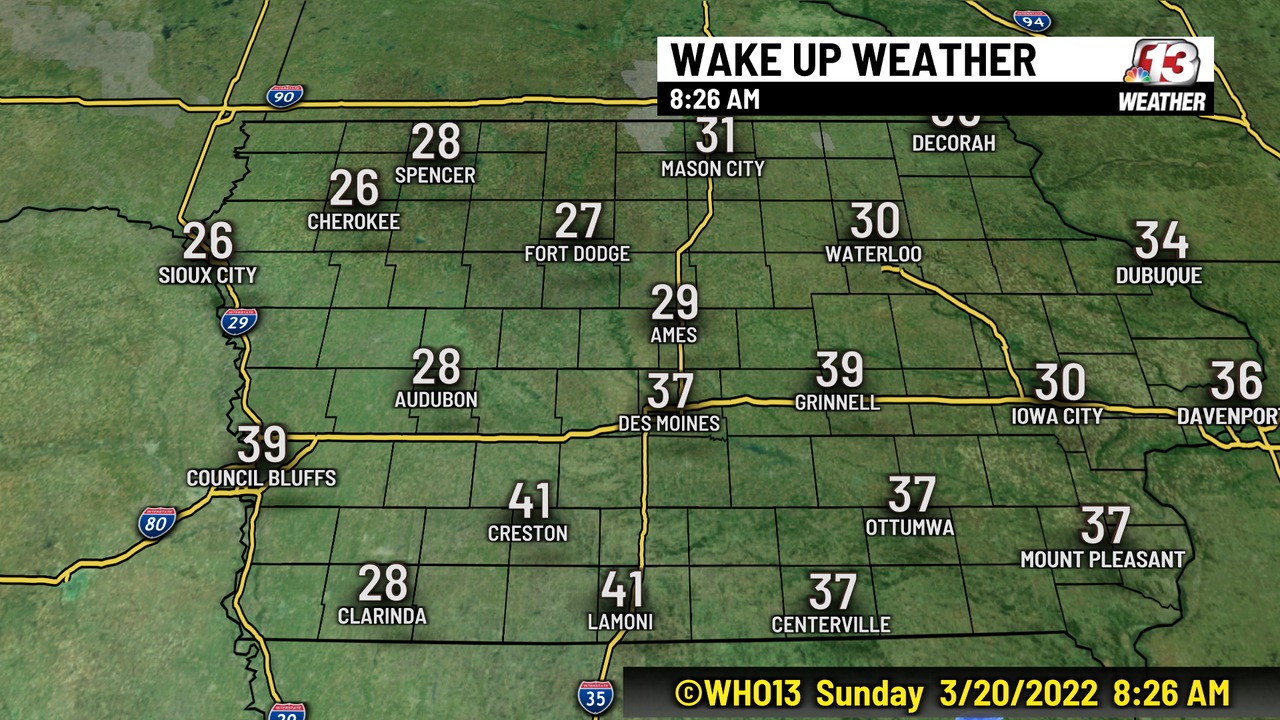 94
WAKE UP WEATHER
13
WEATHER
8:26 AM
90
DECORAH
31
MASON CITY
28
SPENCER
26
CHEROKEE
27
FORT DODGE
30
WATERLOO
26
SIOUX CITY
34
DUBUQUE
29
AMES
29
28
AUDUBON
37
DES MOINES
39
GRINNELL
30
IOWA CITY
36
DAVENPOR
39
COUNCIL BLUFFS
80
41
CRESTON
37
OTTUMWA
37
MOUNT PLEASANT
28
CLARINDA
41
LAMONI
37
CENTERVILLE
35
©WHO13 Sunday 3/20/2022 8:26 AM